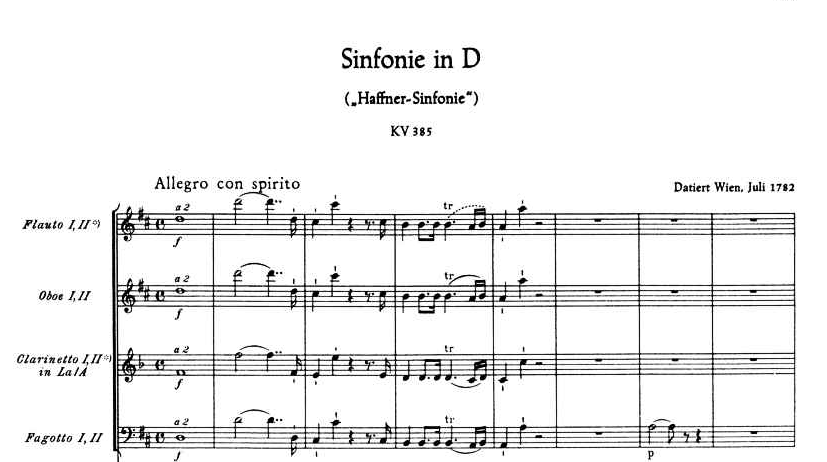 Sinfonie in D
(„Haffner-Sinfonie“)
KV 385
Allegro con spirito
Datiert Wien, Juli 1782
Flauto I, II *)
a 2
tr
f
Oboe I, II
a 2
tr
f
Clarinetto I, II *)
in La/A
a 2
tr
f
Fagotto I, II
a 2
tr
f
p